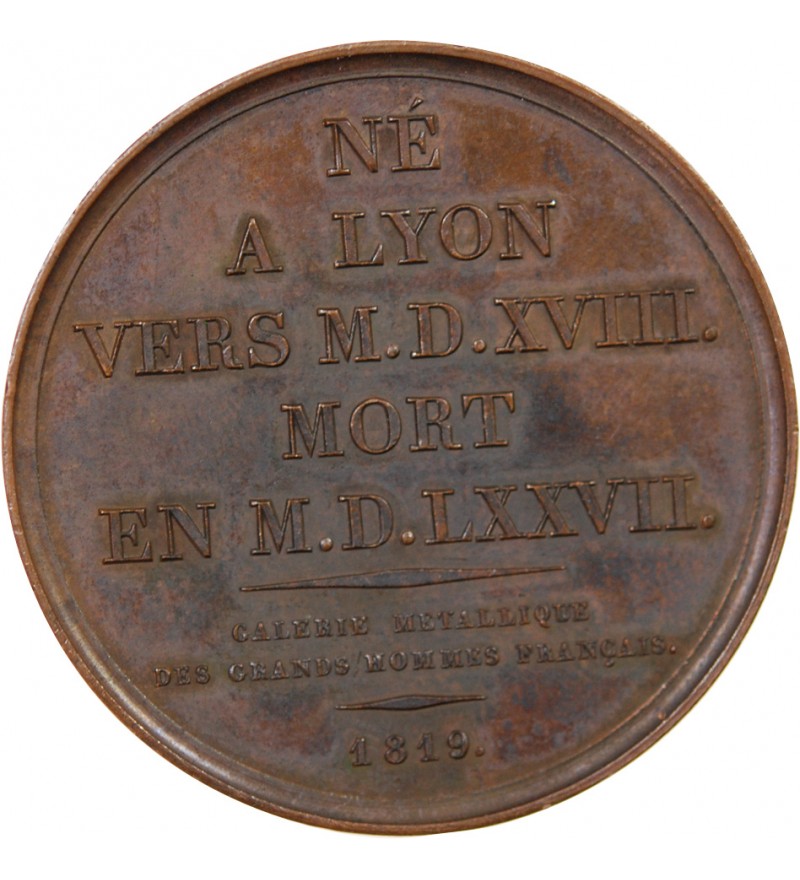 NÉ
A LYON
VERS M.D.XVIII.
MORT
EN M.D.LXXVII.
GALERIE METALLIQUE
DES GRANDS HOMMES FRANÇAIS.
1819.